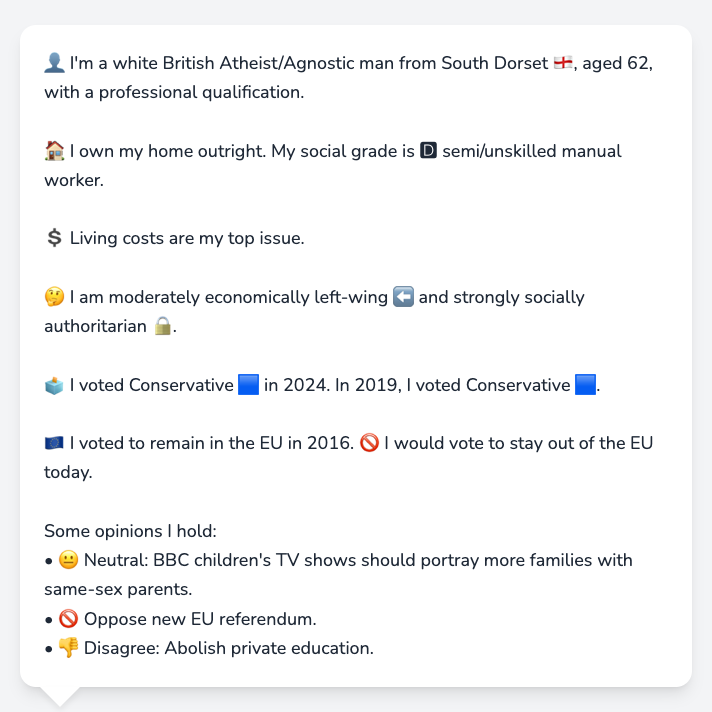 👤 I'm a white British Atheist/Agnostic man from South Dorset 🏴󠁧󠁢󠁥󠁮󠁧󠁿, aged 62,
with a professional qualification.
🏠 I own my home outright. My social grade is 🅳 semi/unskilled manual
worker.
💲 Living costs are my top issue.
🤔 I am moderately economically left-wing ⬅️ and strongly socially
authoritarian 🔒.
🗳️ I voted Conservative 🟦 in 2024. In 2019, I voted Conservative 🟦.
🇪🇺 I voted to remain in the EU in 2016. 🚫 I would vote to stay out of the EU
today.
Some opinions I hold:
• 😐 Neutral: BBC children's TV shows should portray more families with
same-sex parents.
• 🚫 Oppose new EU referendum.
• 👎 Disagree: Abolish private education.